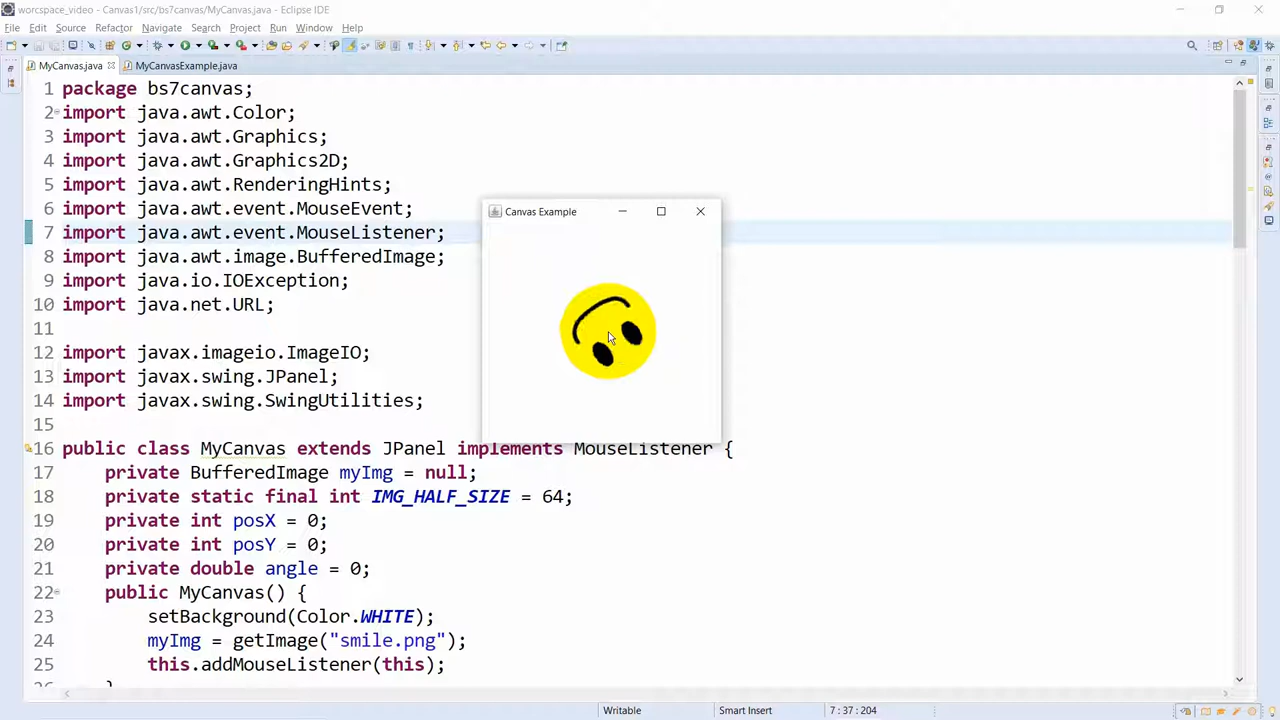 worcspace_video - Canvas1/src/bs7canvas/MyCanvas.java - Eclipse IDE
File Edit Source Refactor Navigate Search Project Run Window Help
MyCanvas.java MyCanvasExample.java
1 package bs7canvas;
2 import java.awt.Color;
3 import java.awt.Graphics;
4 import java.awt.Graphics2D;
5 import java.awt.RenderingHints;
6 import java.awt.event.MouseEvent;
7 import java.awt.event.MouseListener;
8 import java.awt.image.BufferedImage;
9 import java.io.IOException;
10 import java.net.URL;
11
12 import javax.imageio.ImageIO;
13 import javax.swing.JPanel;
14 import javax.swing.SwingUtilities;
15
16 public class MyCanvas extends JPanel implements MouseListener {
17 private BufferedImage myImg = null;
18 private static final int IMG_HALF_SIZE = 64;
19 private int posX = 0;
20 private int posY = 0;
21 private double angle = 0;
22 public MyCanvas() {
23 setBackground(Color.WHITE);
24 myImg = getImage("smile.png");
25 this.addMouseListener(this);
Canvas Example
Writable Smart Insert 7 : 37 : 204